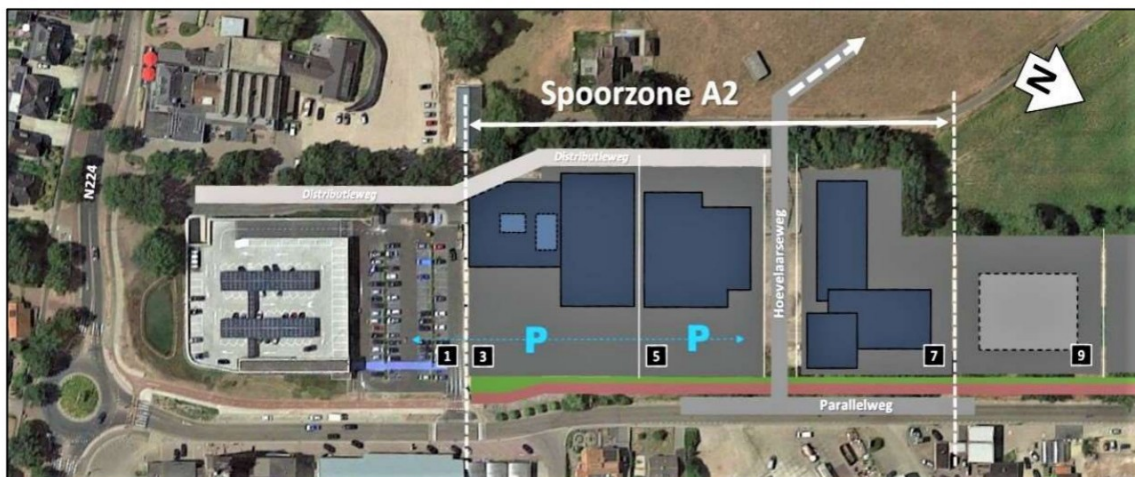 N
Spoorzone A2
N224
Distributieweg
Distributieweg
Hoevelaarseweg
P
P
1
3
5
7
9
Parallelweg